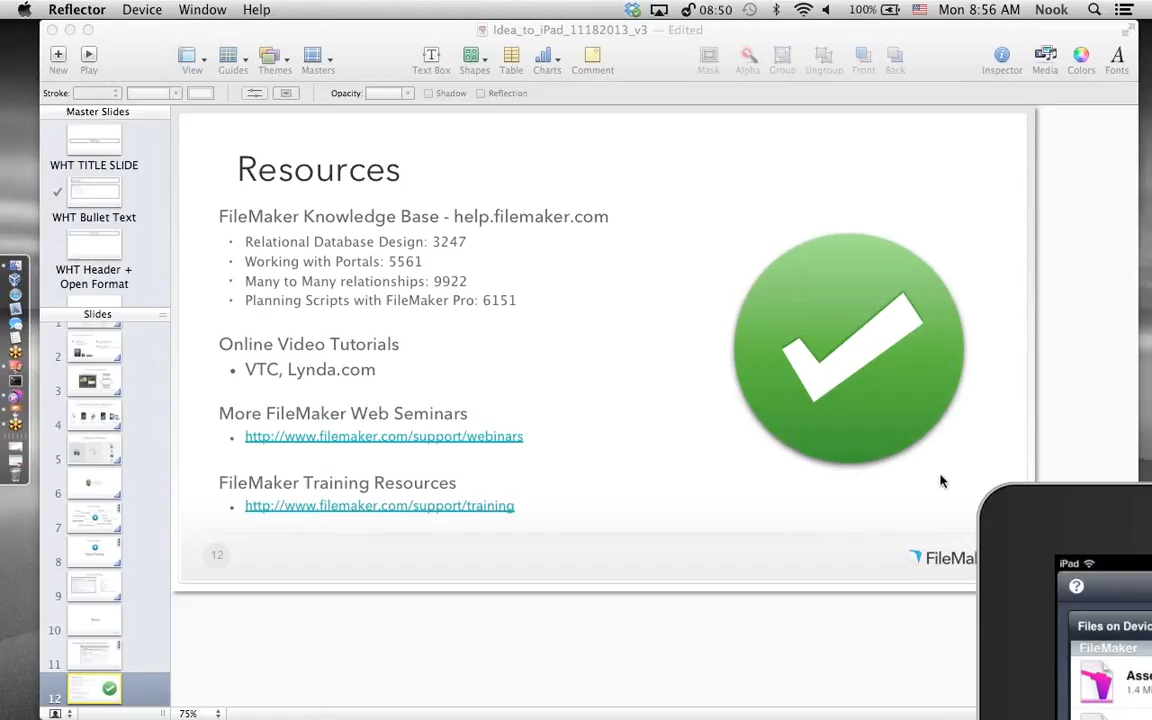 Reflector Device Window Help 08:50 100% Mon 8:56 AM Nook
Idea_to_iPad_11182013_v3 — Edited
New Play View Guides Themes Masters Text Box Shapes Table Charts Comment Mask Alpha Group Ungroup Front Back Inspector Media Colors Fonts
Stroke: Opacity: Shadow Reflection
Master Slides
WHT TITLE SLIDE
WHT Bullet Text
WHT Header +
Open Format
Slides
2
3
4
5
6
7
8
9
10
11
12
75%
Resources
FileMaker Knowledge Base - help.filemaker.com
• Relational Database Design: 3247
• Working with Portals: 5561
• Many to Many relationships: 9922
• Planning Scripts with FileMaker Pro: 6151
Online Video Tutorials
• VTC, Lynda.com
More FileMaker Web Seminars
• http://www.filemaker.com/support/webinars
FileMaker Training Resources
• http://www.filemaker.com/support/training
12
FileMa
iPad
?
Files on Devic
FileMaker
Asse
1.4 M